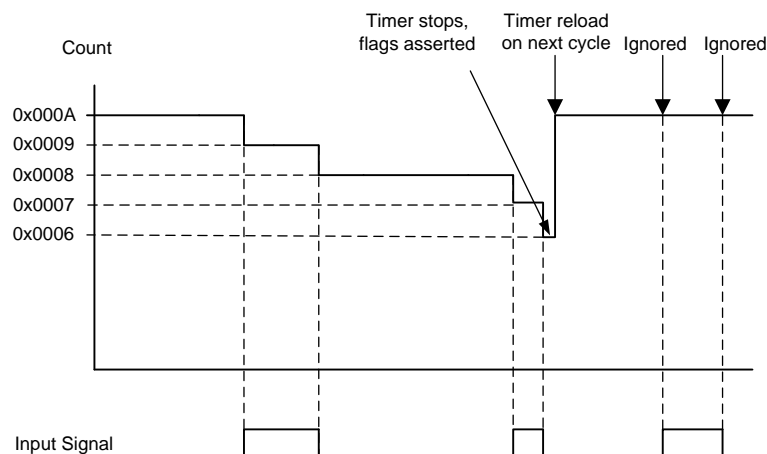 Timer stops,
flags asserted
Timer reload
on next cycle
Ignored
Ignored
Count
0x000A
0x0009
0x0008
0x0007
0x0006
Input Signal